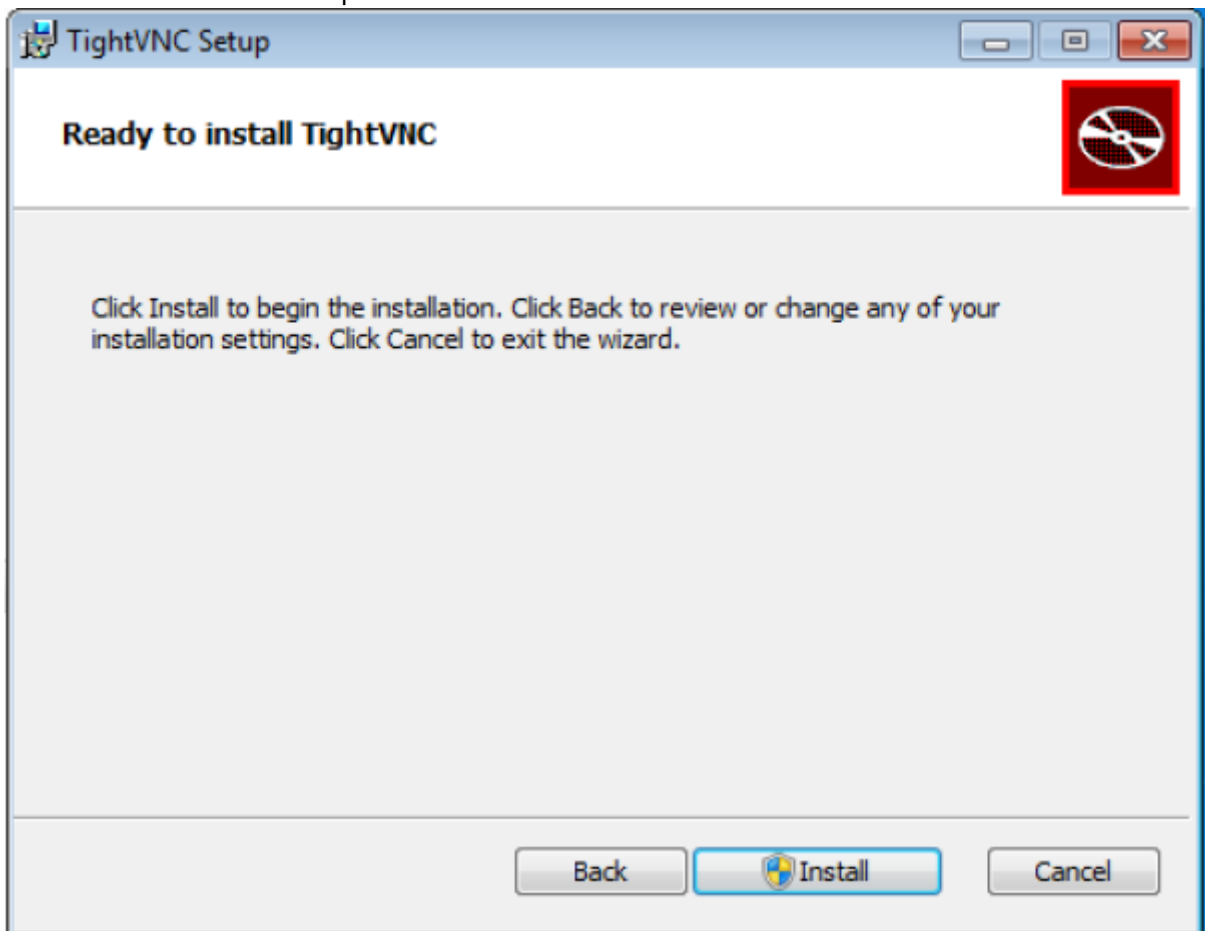 TightVNC Setup
Ready to install TightVNC
Click Install to begin the installation. Click Back to review or change any of your
installation settings. Click Cancel to exit the wizard.
Back
Install
Cancel